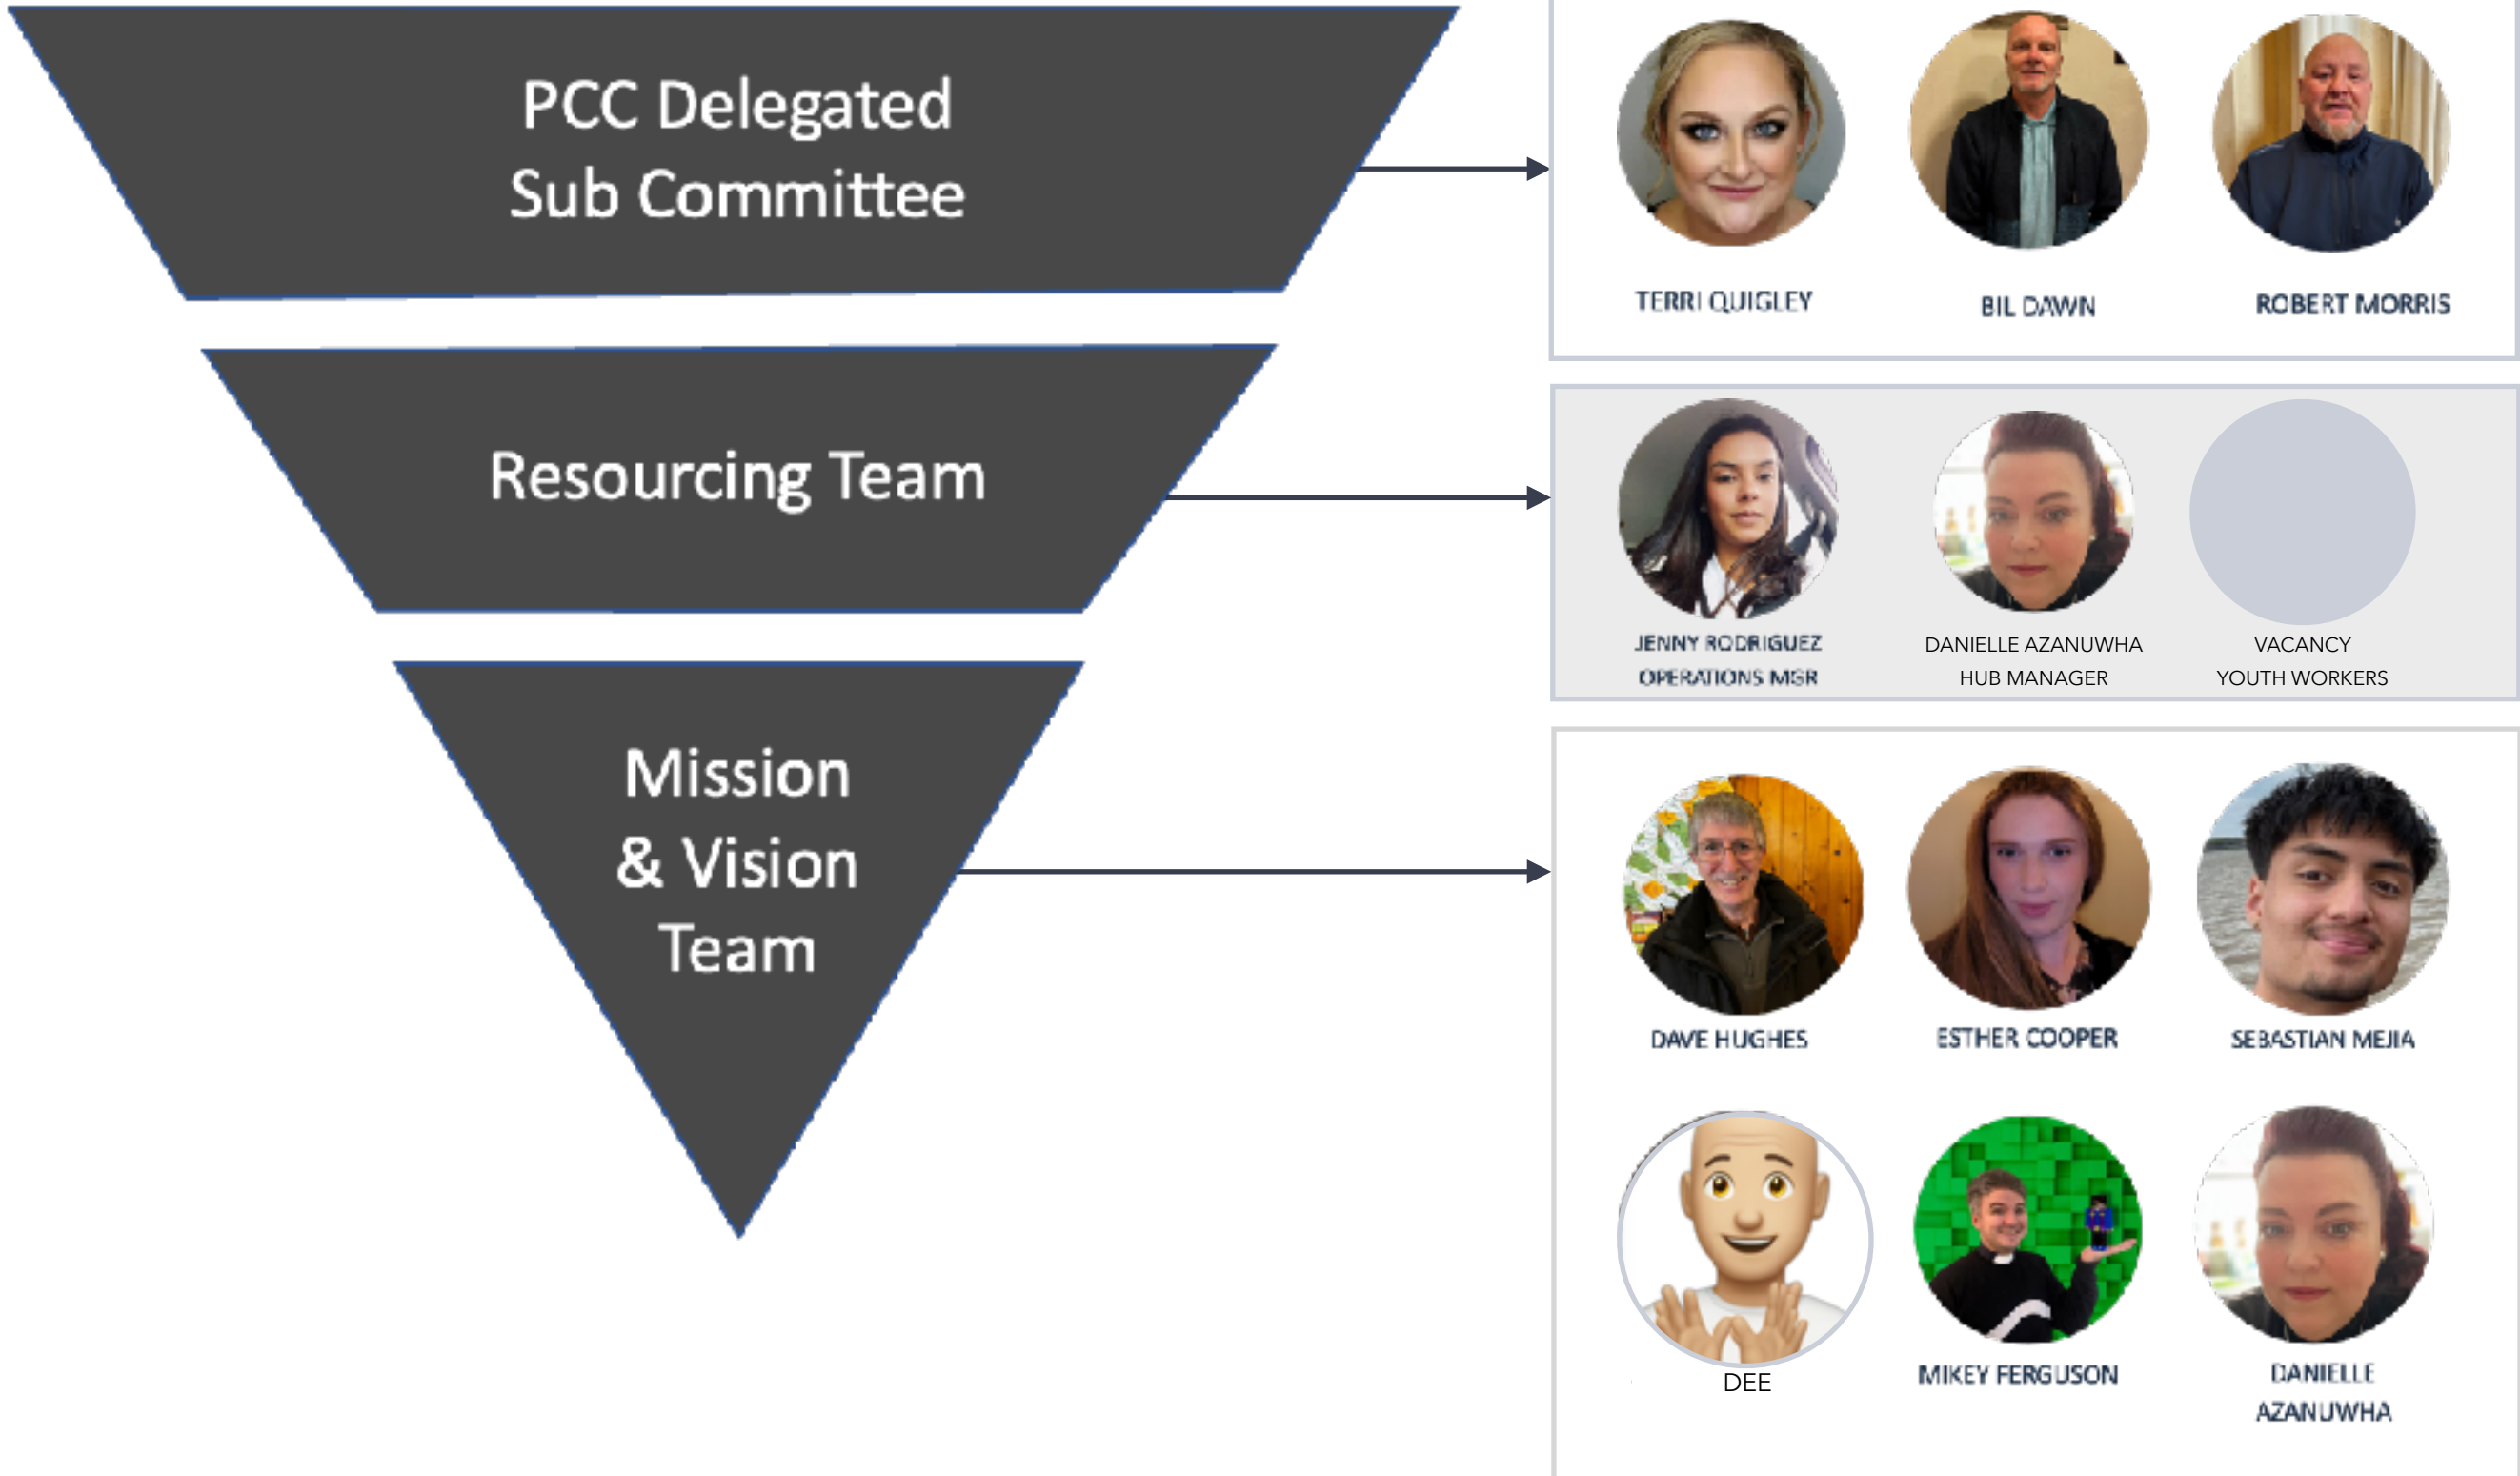 PCC Delegated
Sub Committee
TERRI QUIGLEY
BIL DAWN
ROBERT MORRIS
Resourcing Team
JENNY RODRIGUEZ
OPERATIONS MGR
DANIELLE AZANUWHA
HUB MANAGER
VACANCY
YOUTH WORKERS
Mission
& Vision
Team
DAVE HUGHES
ESTHER COOPER
SEBASTIAN MEJIA
DEE
MIKEY FERGUSON
DANIELLE
AZANUWHA